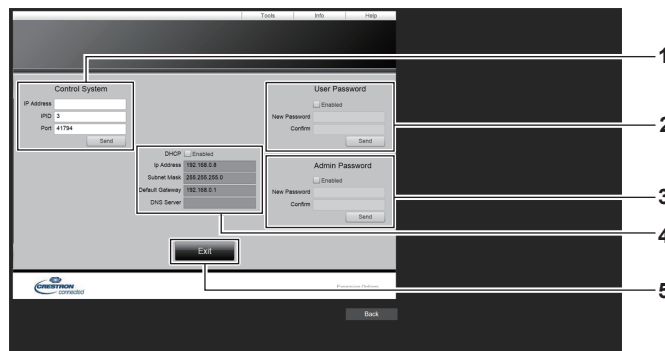 Tools Info Help
Control System
IP Address
IPID 3
Port 41794
Send
User Password
Enabled
New Password
Confirm
Send
DHCP Enabled
Ip Address 192.168.0.8
Subnet Mask 255.255.255.0
Default Gateway 192.168.0.1
DNS Server
Admin Password
Enabled
New Password
Confirm
Send
Exit
CRESTRON
connected
Options
Back
1
2
3
4
5